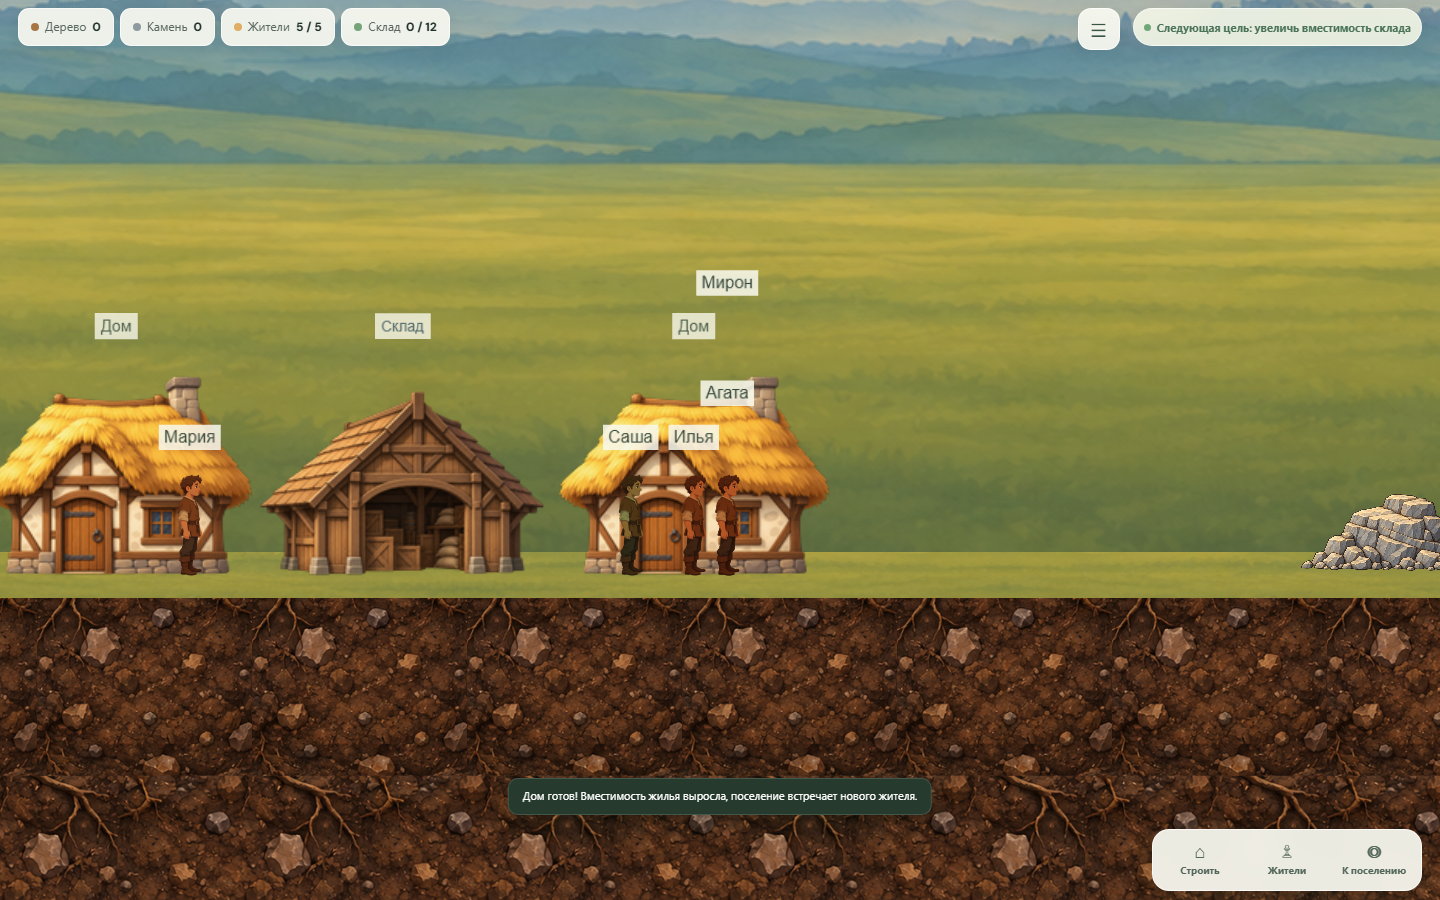 Дерево 0
Камень 0
Жители 5 / 5
Склад 0 / 12
Следующая цель: увеличь вместимость склада
Мирон
Дом
Склад
Дом
Агата
Мария
Саша
Илья
Дом готов! Вместимость жилья выросла, поселение встречает нового жителя.
Строить
Жители
К поселению